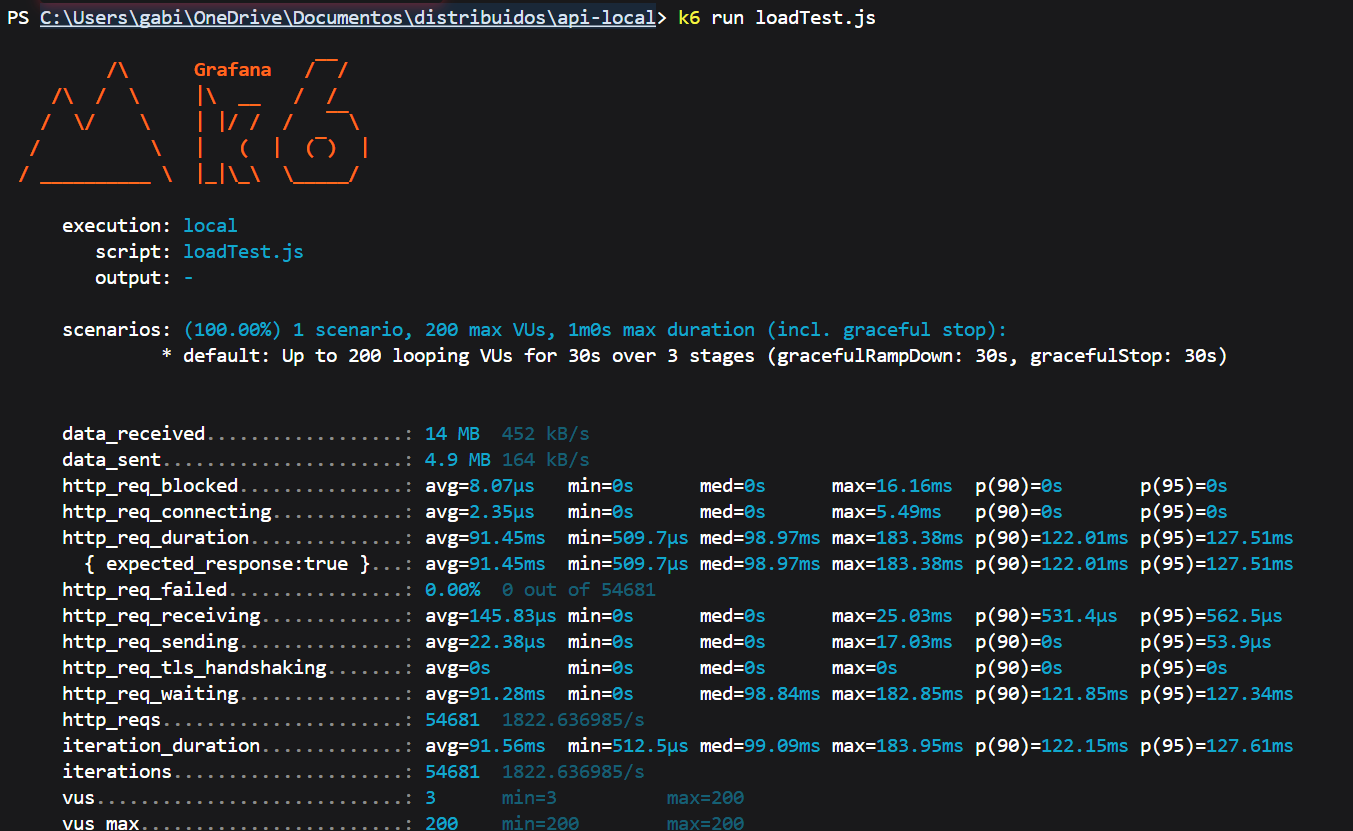 PS C:\Users\gabi\OneDrive\Documentos\distribuidos\api-local> k6 run loadTest.js
Grafana
execution: local
script: loadTest.js
output: -
scenarios: (100.00%) 1 scenario, 200 max VUs, 1m0s max duration (incl. graceful stop):
* default: Up to 200 looping VUs for 30s over 3 stages (gracefulRampDown: 30s, gracefulStop: 30s)
data_received..................: 14 MB 452 kB/s
data_sent......................: 4.9 MB 164 kB/s
http_req_blocked...............: avg=8.07µs min=0s med=0s max=16.16ms p(90)=0s p(95)=0s
http_req_connecting............: avg=2.35µs min=0s med=0s max=5.49ms p(90)=0s p(95)=0s
http_req_duration..............: avg=91.45ms min=509.7µs med=98.97ms max=183.38ms p(90)=122.01ms p(95)=127.51ms
{ expected_response:true }...: avg=91.45ms min=509.7µs med=98.97ms max=183.38ms p(90)=122.01ms p(95)=127.51ms
http_req_failed................: 0.00% 0 out of 54681
http_req_receiving.............: avg=145.83µs min=0s med=0s max=25.03ms p(90)=531.4µs p(95)=562.5µs
http_req_sending...............: avg=22.38µs min=0s med=0s max=17.03ms p(90)=0s p(95)=53.9µs
http_req_tls_handshaking.......: avg=0s min=0s med=0s max=0s p(90)=0s p(95)=0s
http_req_waiting...............: avg=91.28ms min=0s med=98.84ms max=182.85ms p(90)=121.85ms p(95)=127.34ms
http_reqs......................: 54681 1822.636985/s
iteration_duration.............: avg=91.56ms min=512.5µs med=99.09ms max=183.95ms p(90)=122.15ms p(95)=127.61ms
iterations.....................: 54681 1822.636985/s
vus............................: 3 min=3 max=200
vus_max........................: 200 min=200 max=200